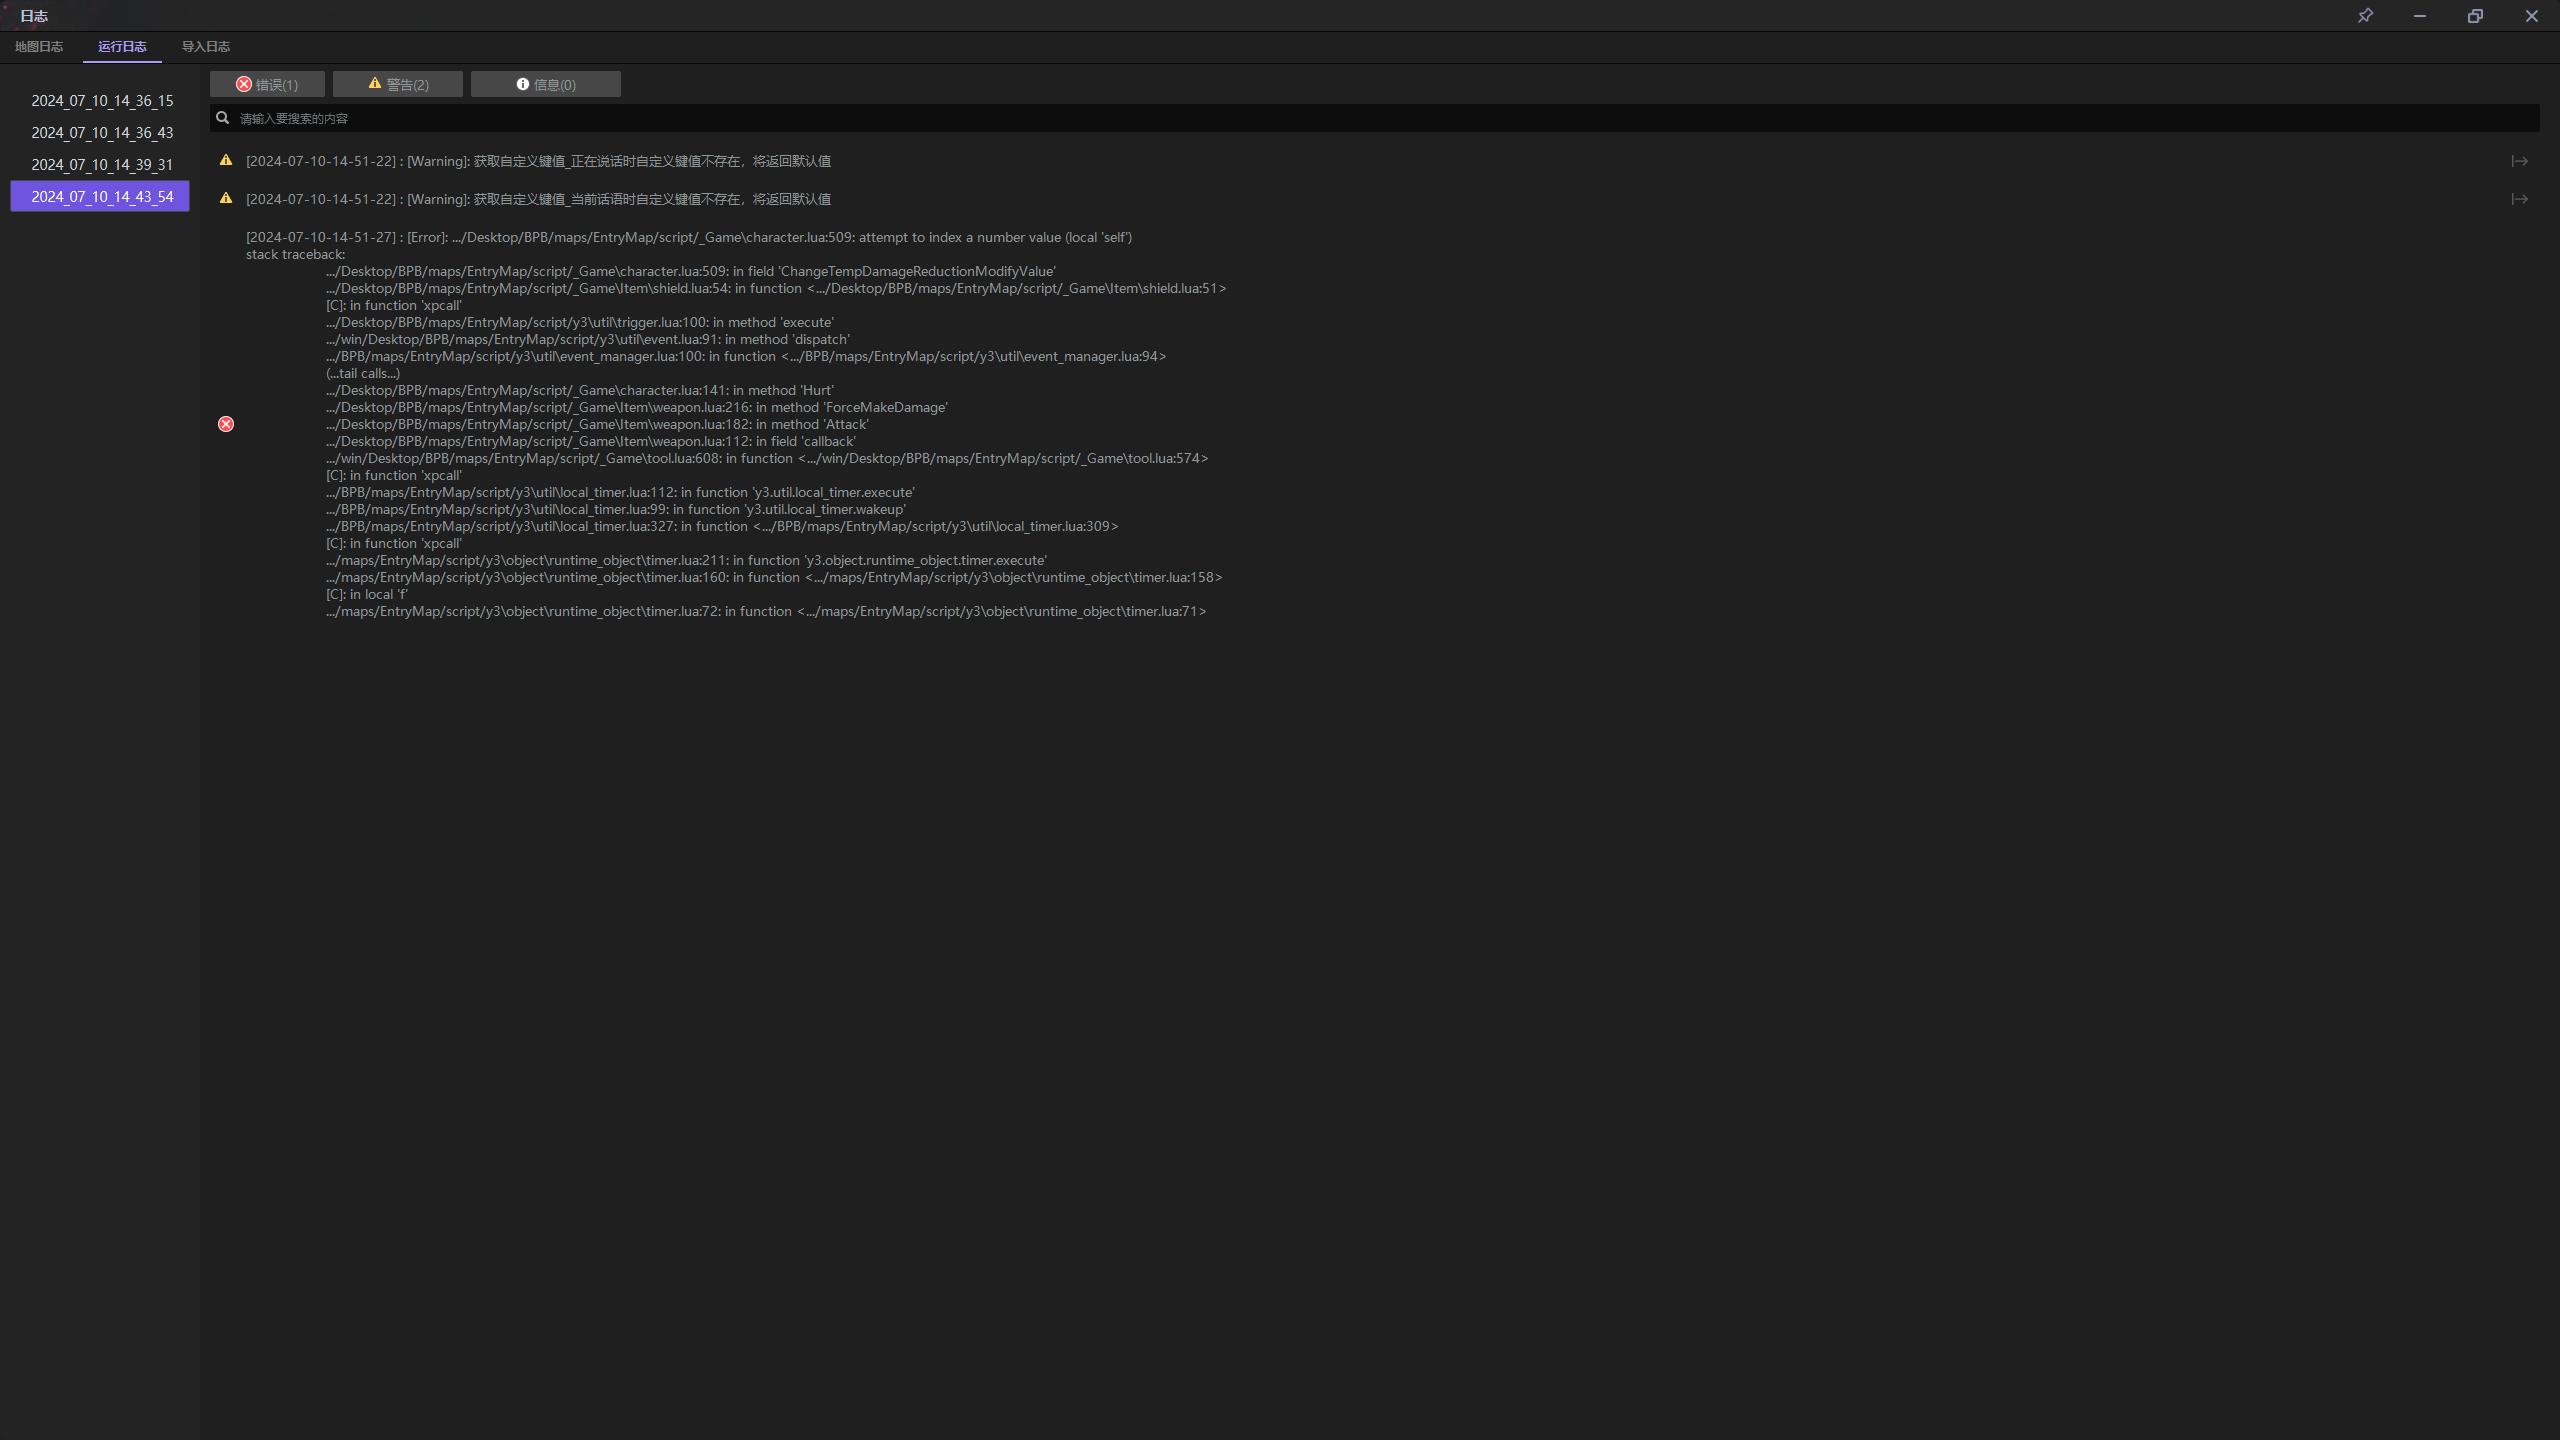 日志
地图日志
运行日志
导入日志
2024_07_10_14_36_15
2024_07_10_14_36_43
2024_07_10_14_39_31
2024_07_10_14_43_54
错误(1)
警告(2)
信息(0)
请输入要搜索的内容
[2024-07-10-14-51-22] : [Warning]: 获取自定义键值_正在说话时自定义键值不存在，将返回默认值
[2024-07-10-14-51-22] : [Warning]: 获取自定义键值_当前话语时自定义键值不存在，将返回默认值
[2024-07-10-14-51-27] : [Error]: .../Desktop/BPB/maps/EntryMap/script/_Game\character.lua:509: attempt to index a number value (local 'self')
stack traceback:
.../Desktop/BPB/maps/EntryMap/script/_Game\character.lua:509: in field 'ChangeTempDamageReductionModifyValue'
.../Desktop/BPB/maps/EntryMap/script/_Game\Item\shield.lua:54: in function <.../Desktop/BPB/maps/EntryMap/script/_Game\Item\shield.lua:51>
[C]: in function 'xpcall'
.../Desktop/BPB/maps/EntryMap/script/y3\util\trigger.lua:100: in method 'execute'
.../win/Desktop/BPB/maps/EntryMap/script/y3\util\event.lua:91: in method 'dispatch'
.../BPB/maps/EntryMap/script/y3\util\event_manager.lua:100: in function <.../BPB/maps/EntryMap/script/y3\util\event_manager.lua:94>
(...tail calls...)
.../Desktop/BPB/maps/EntryMap/script/_Game\character.lua:141: in method 'Hurt'
.../Desktop/BPB/maps/EntryMap/script/_Game\Item\weapon.lua:216: in method 'ForceMakeDamage'
.../Desktop/BPB/maps/EntryMap/script/_Game\Item\weapon.lua:182: in method 'Attack'
.../Desktop/BPB/maps/EntryMap/script/_Game\Item\weapon.lua:112: in field 'callback'
.../win/Desktop/BPB/maps/EntryMap/script/_Game\tool.lua:608: in function <.../win/Desktop/BPB/maps/EntryMap/script/_Game\tool.lua:574>
[C]: in function 'xpcall'
.../BPB/maps/EntryMap/script/y3\util\local_timer.lua:112: in function 'y3.util.local_timer.execute'
.../BPB/maps/EntryMap/script/y3\util\local_timer.lua:99: in function 'y3.util.local_timer.wakeup'
.../BPB/maps/EntryMap/script/y3\util\local_timer.lua:327: in function <.../BPB/maps/EntryMap/script/y3\util\local_timer.lua:309>
[C]: in function 'xpcall'
.../maps/EntryMap/script/y3\object\runtime_object\timer.lua:211: in function 'y3.object.runtime_object.timer.execute'
.../maps/EntryMap/script/y3\object\runtime_object\timer.lua:160: in function <.../maps/EntryMap/script/y3\object\runtime_object\timer.lua:158>
[C]: in local 'f'
.../maps/EntryMap/script/y3\object\runtime_object\timer.lua:72: in function <.../maps/EntryMap/script/y3\object\runtime_object\timer.lua:71>